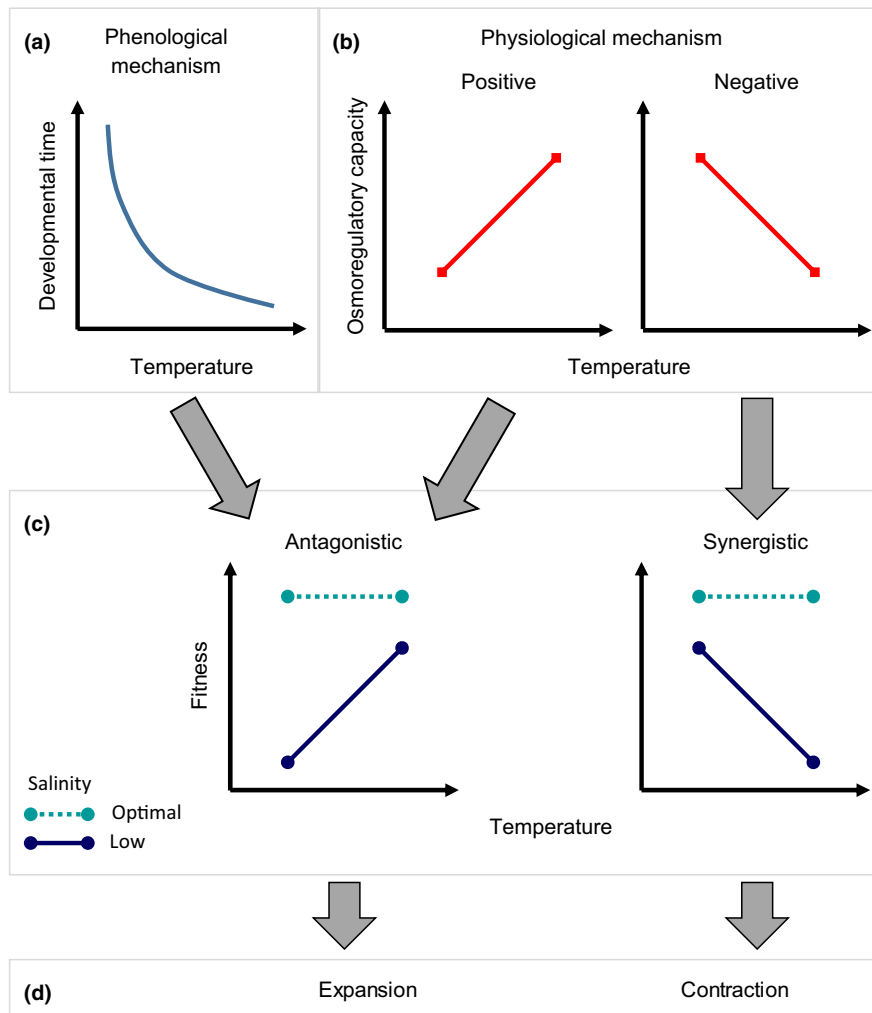 (a)
Phenological
mechanism
Developmental time
Temperature
(b)
Physiological mechanism
Positive
Negative
Osmoregulatory capacity
Temperature
(c)
Antagonistic
Synergistic
Fitness
Salinity
Optimal
Low
Temperature
(d)
Expansion
Contraction